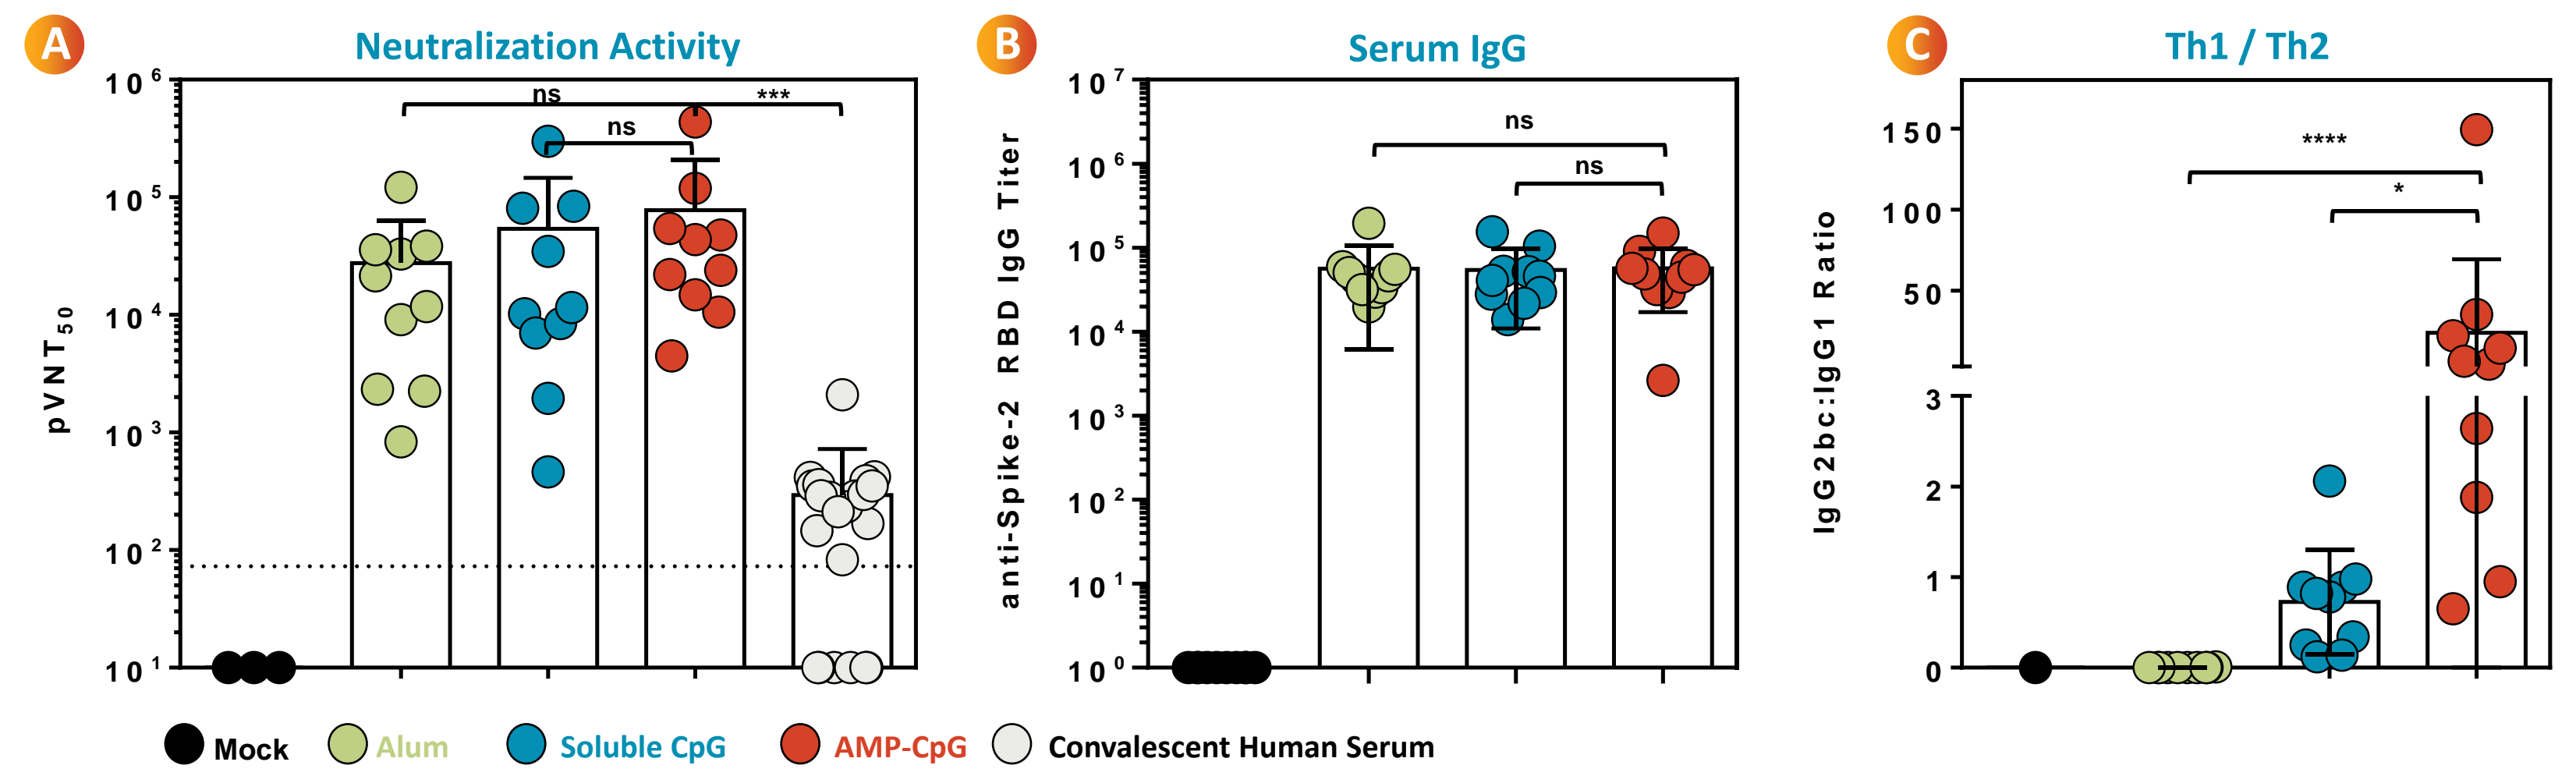 A
Neutralization Activity
10 6
10 5
10 4
10 3
10 2
10 1
pVNT50
ns
***
ns
B
Serum IgG
10 7
10 6
10 5
10 4
10 3
10 2
10 1
10 0
anti-Spike-2 RBD IgG Titer
ns
ns
C
Th1 / Th2
150
100
50
3
2
1
0
IgG2bc:IgG1 Ratio
****
*
Mock Alum Soluble CpG AMP-CpG Convalescent Human Serum